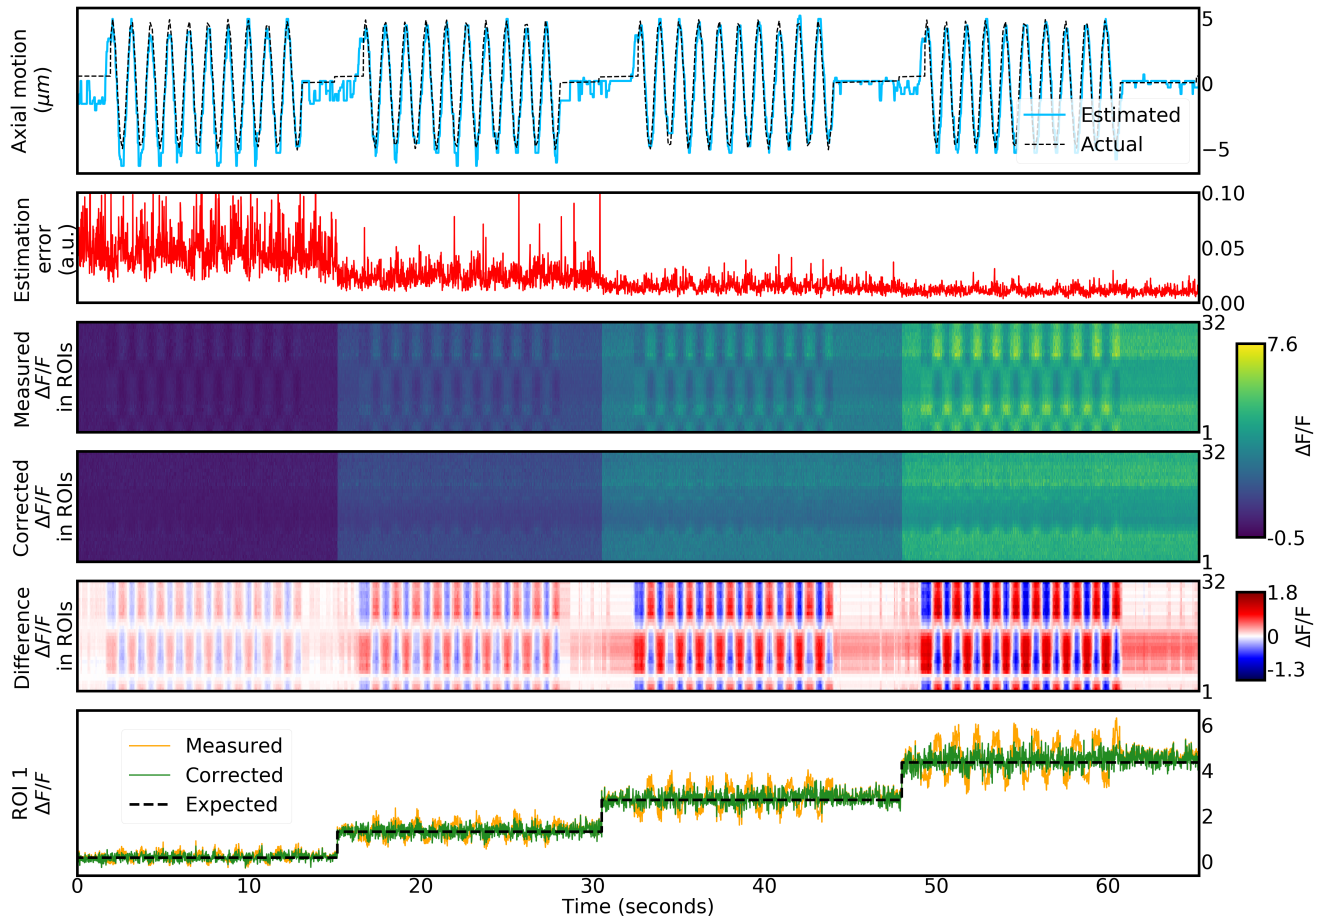 Axial motion
(μm)
5
0
−5
Estimated
Actual
Estimation
error
(a.u.)
0.10
0.05
0.00
Measured
ΔF/F
in ROIs
32
1
7.6
-0.5
ΔF/F
Corrected
ΔF/F
in ROIs
32
1
Difference
ΔF/F
in ROIs
32
1
1.8
0
-1.3
ΔF/F
ROI 1
ΔF/F
Measured
Corrected
Expected
6
4
2
0
0 10 20 30 40 50 60
Time (seconds)